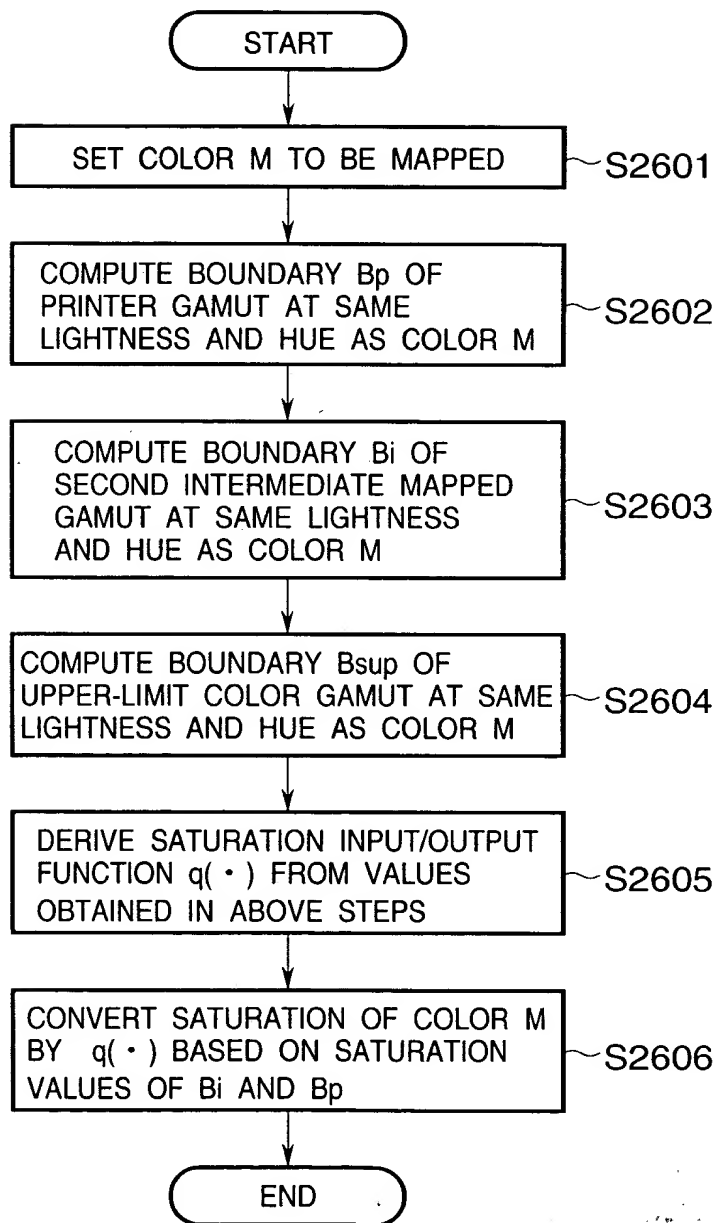 START
SET COLOR M TO BE MAPPED
S2601
COMPUTE BOUNDARY Bp OF
PRINTER GAMUT AT SAME
LIGHTNESS AND HUE AS COLOR M
S2602
COMPUTE BOUNDARY Bi OF
SECOND INTERMEDIATE MAPPED
GAMUT AT SAME LIGHTNESS
AND HUE AS COLOR M
S2603
COMPUTE BOUNDARY Bsup OF
UPPER-LIMIT COLOR GAMUT AT SAME
LIGHTNESS AND HUE AS COLOR M
S2604
DERIVE SATURATION INPUT/OUTPUT
FUNCTION q( • ) FROM VALUES
OBTAINED IN ABOVE STEPS
S2605
CONVERT SATURATION OF COLOR M
BY q( • ) BASED ON SATURATION
VALUES OF Bi AND Bp
S2606
END